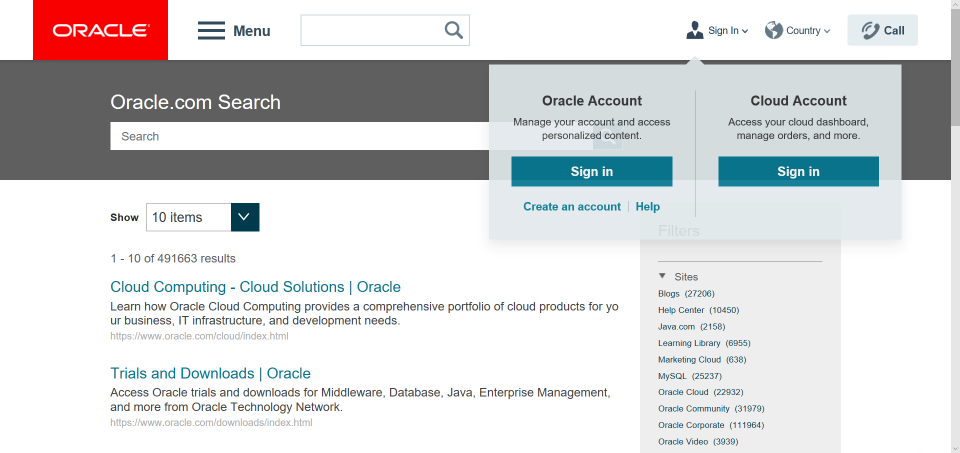 ORACLE
Menu
Sign In
Country
Call
Oracle.com Search
Search
Oracle Account
Manage your account and access
personalized content.
Sign in
Create an account | Help
Cloud Account
Access your cloud dashboard,
manage orders, and more.
Sign in
Show 10 items
1 - 10 of 491663 results
Cloud Computing - Cloud Solutions | Oracle
Learn how Oracle Cloud Computing provides a comprehensive portfolio of cloud products for yo
ur business, IT infrastructure, and development needs.
https://www.oracle.com/cloud/index.html
Trials and Downloads | Oracle
Access Oracle trials and downloads for Middleware, Database, Java, Enterprise Management,
and more from Oracle Technology Network.
https://www.oracle.com/downloads/index.html
Filters
Sites
Blogs (27206)
Help Center (10450)
Java.com (2158)
Learning Library (6955)
Marketing Cloud (638)
MySQL (25237)
Oracle Cloud (22932)
Oracle Community (31979)
Oracle Corporate (111964)
Oracle Video (3939)